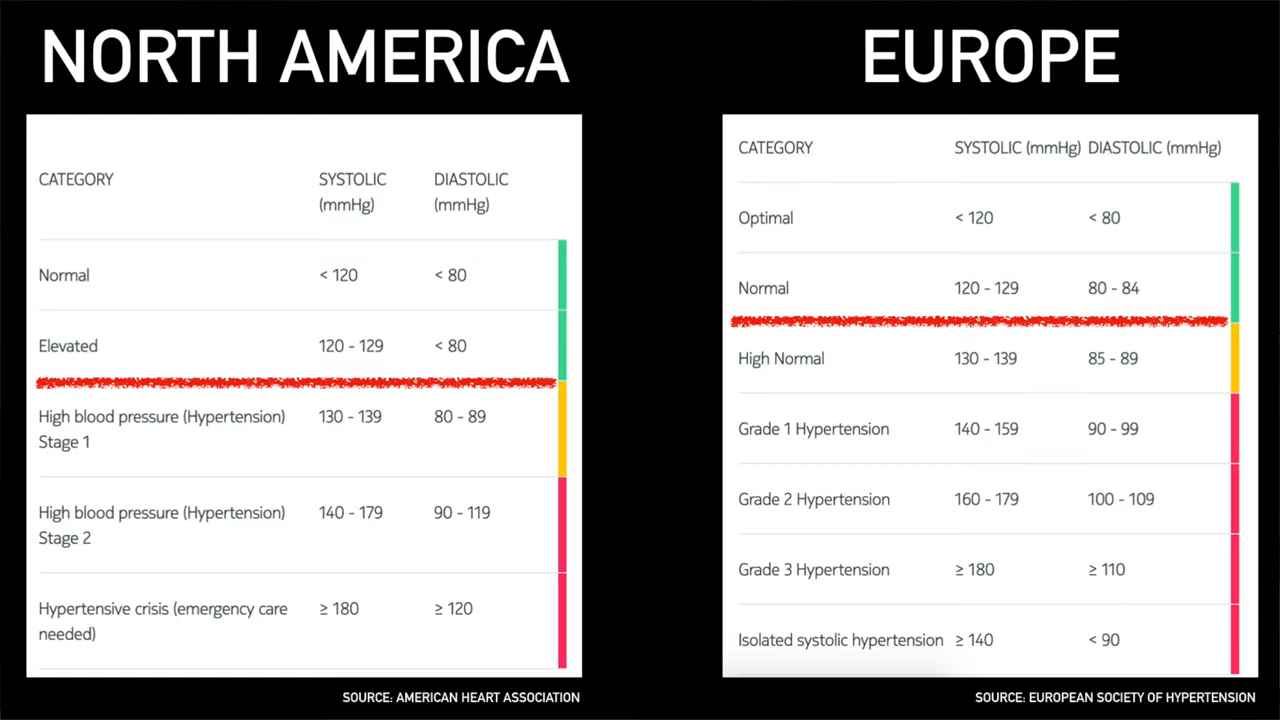 NORTH AMERICA
CATEGORY SYSTOLIC (mmHg) DIASTOLIC (mmHg)
Normal < 120 < 80
Elevated 120 - 129 < 80
High blood pressure (Hypertension) Stage 1 130 - 139 80 - 89
High blood pressure (Hypertension) Stage 2 140 - 179 90 - 119
Hypertensive crisis (emergency care needed) ≥ 180 ≥ 120
SOURCE: AMERICAN HEART ASSOCIATION
EUROPE
CATEGORY SYSTOLIC (mmHg) DIASTOLIC (mmHg)
Optimal < 120 < 80
Normal 120 - 129 80 - 84
High Normal 130 - 139 85 - 89
Grade 1 Hypertension 140 - 159 90 - 99
Grade 2 Hypertension 160 - 179 100 - 109
Grade 3 Hypertension ≥ 180 ≥ 110
Isolated systolic hypertension ≥ 140 < 90
SOURCE: EUROPEAN SOCIETY OF HYPERTENSION